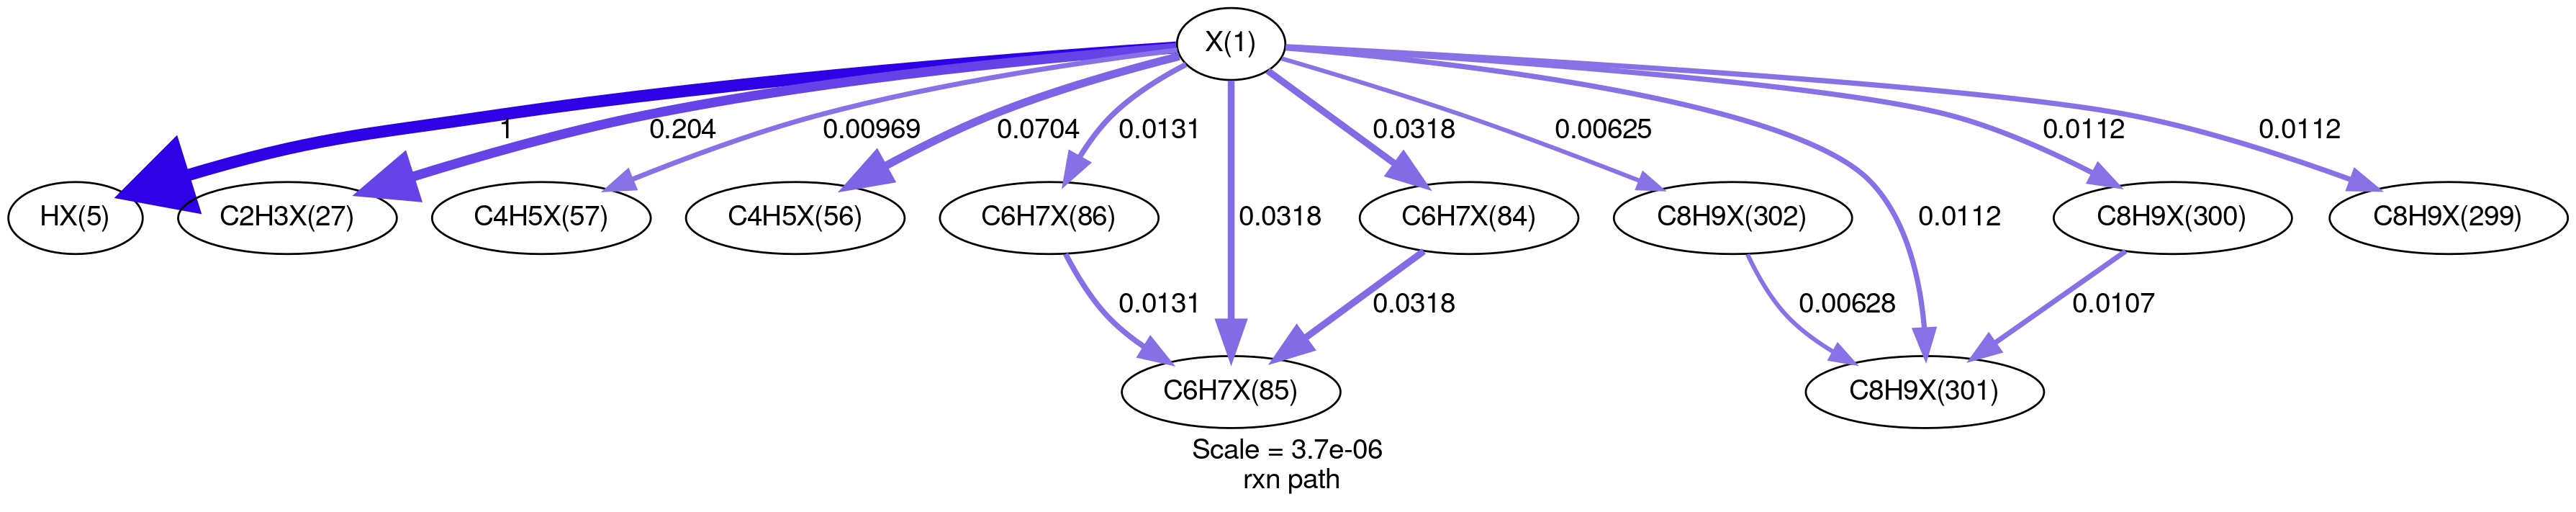 X(1)
1
0.204
0.00969
0.0704
0.0131
0.0318
0.00625
0.0112
0.0112
HX(5)
C2H3X(27)
C4H5X(57)
C4H5X(56)
C6H7X(86)
0.0318
C6H7X(84)
C8H9X(302)
0.0112
C8H9X(300)
C8H9X(299)
0.0131
0.0318
0.00628
0.0107
C6H7X(85)
C8H9X(301)
Scale = 3.7e-06
rxn path